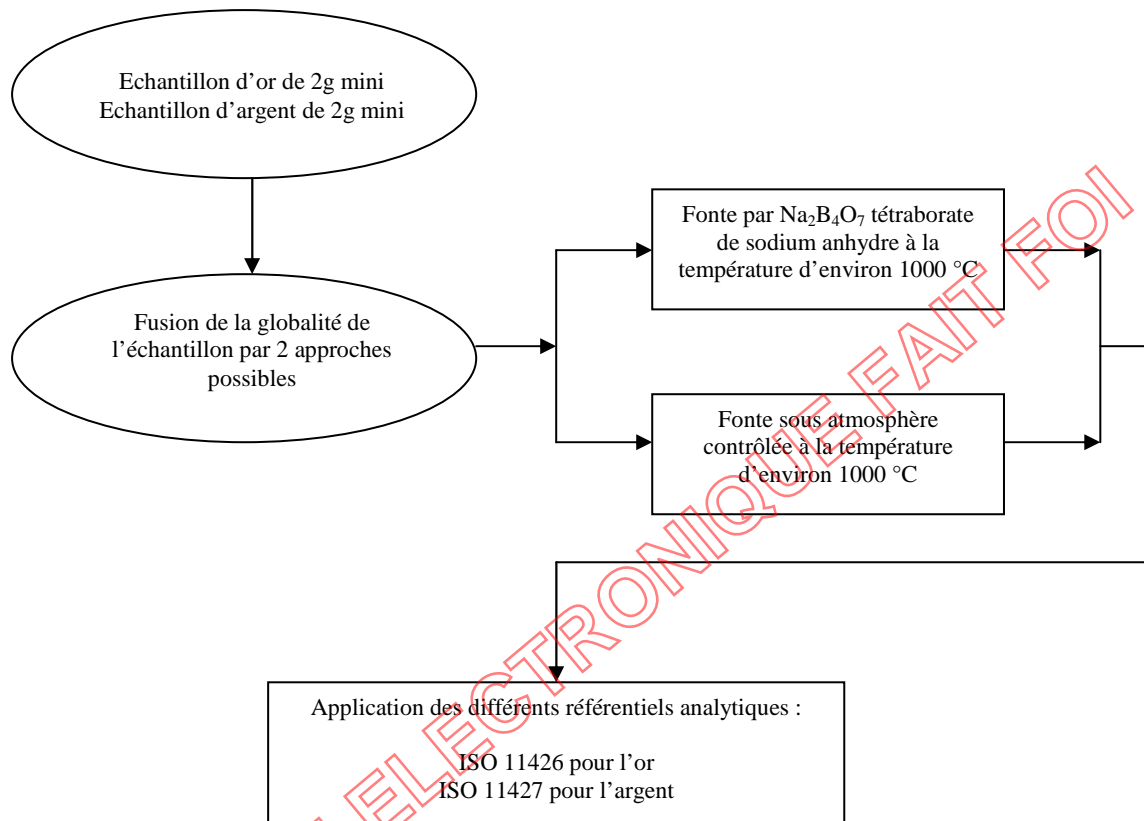 Echantillon d'or de 2g mini
Echantillon d'argent de 2g mini
Fusion de la globalité de
l'échantillon par 2 approches
possibles
Fonte par Na₂B₄O₇ tétraborate
de sodium anhydre à la
température d'environ 1000 °C
Fonte sous atmosphère
contrôlée à la température
d'environ 1000 °C
Application des différents référentiels analytiques :
ISO 11426 pour l'or
ISO 11427 pour l'argent
ELECTRONIQUE FAIT FOI